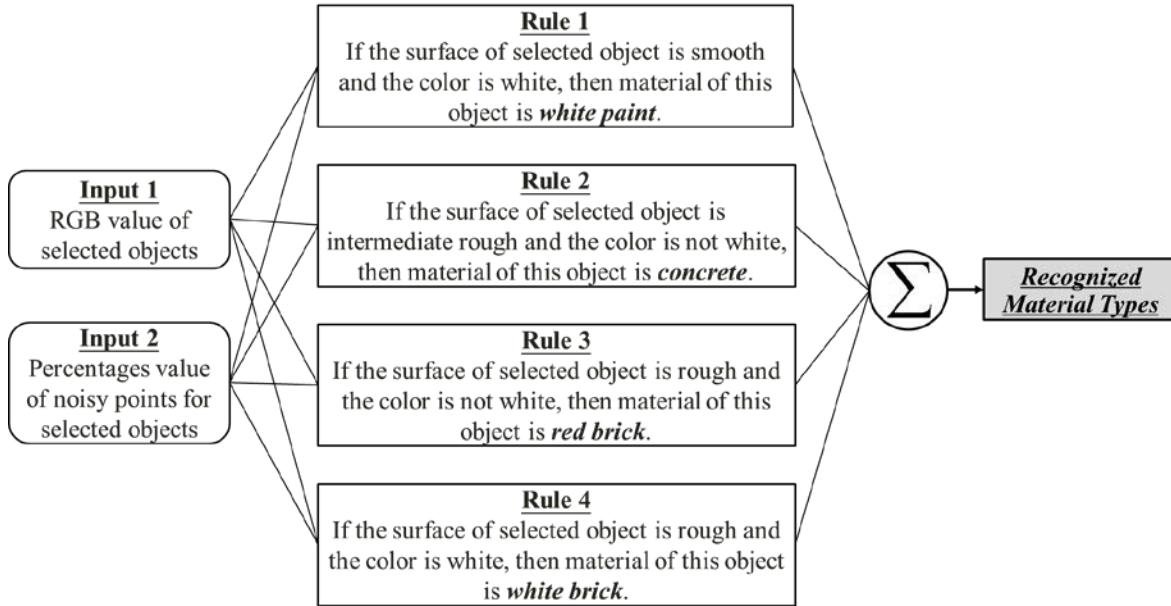 Input 1
RGB value of
selected objects
Input 2
Percentages value
of noisy points for
selected objects
Rule 1
If the surface of selected object is smooth
and the color is white, then material of this
object is white paint.
Rule 2
If the surface of selected object is
intermediate rough and the color is not white,
then material of this object is concrete.
Rule 3
If the surface of selected object is rough and
the color is not white, then material of this
object is red brick.
Rule 4
If the surface of selected object is rough and
the color is white, then material of this object
is white brick.
∑
Recognized
Material Types